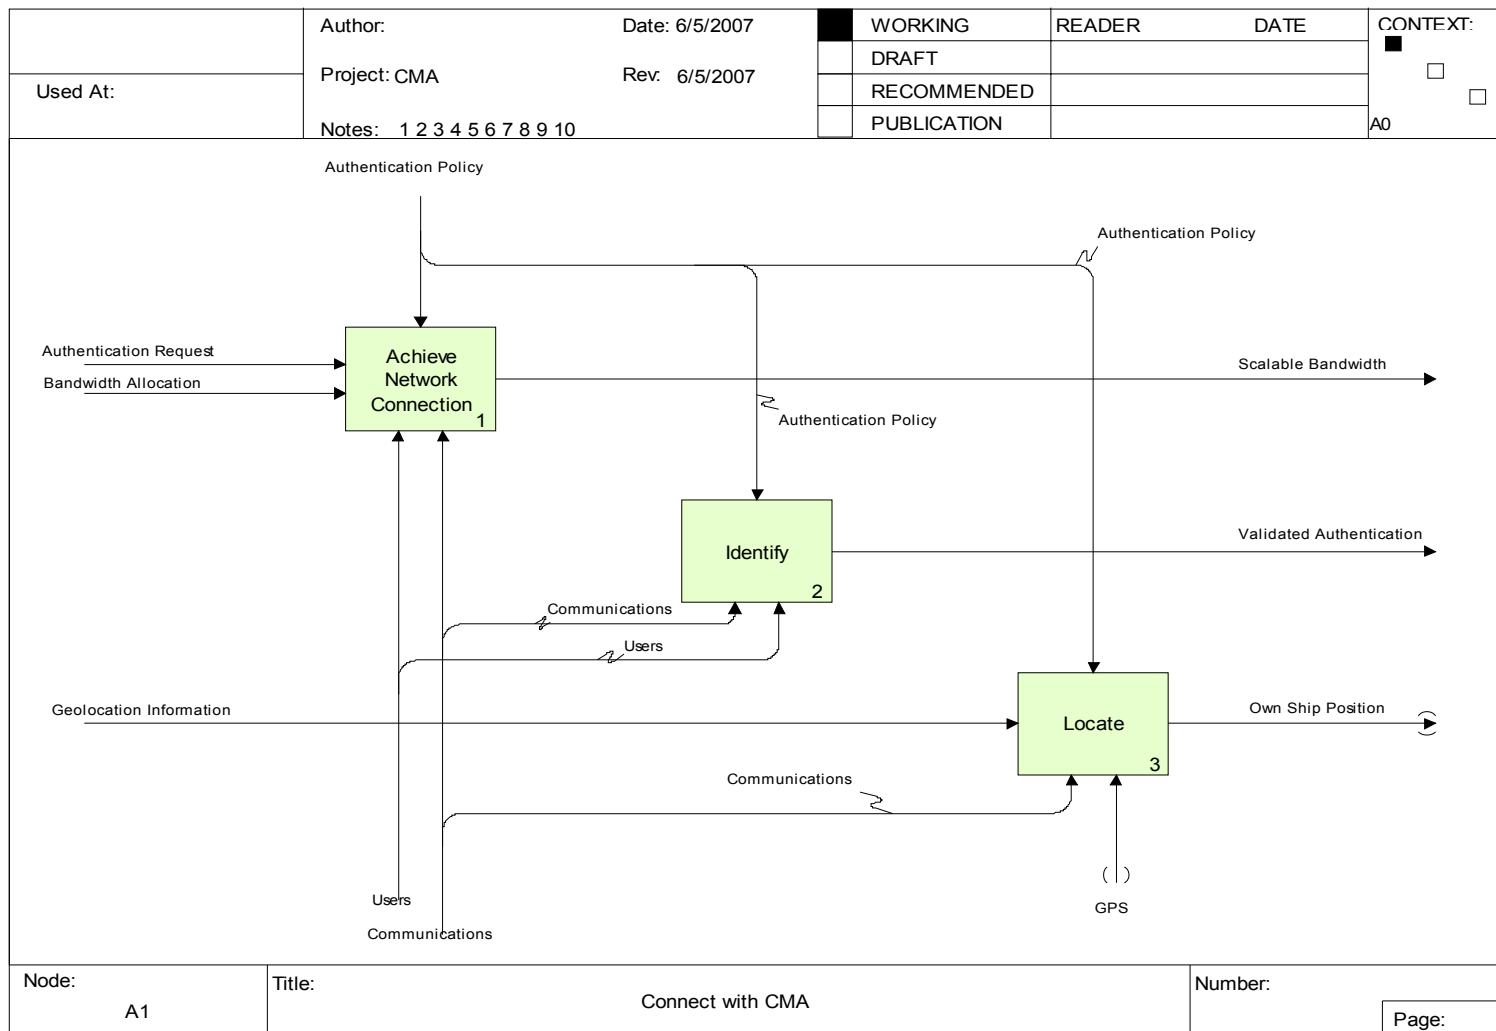 Author:
Date: 6/5/2007
WORKING
READER
DATE
CONTEXT:
DRAFT
Used At:
Project: CMA
Rev: 6/5/2007
RECOMMENDED
Notes: 1 2 3 4 5 6 7 8 9 10
PUBLICATION
A0
Authentication Policy
Authentication Policy
Authentication Request
Bandwidth Allocation
Achieve
Network
Connection
1
Scalable Bandwidth
Authentication Policy
Identify
2
Validated Authentication
Communications
Users
Geolocation Information
Locate
3
Own Ship Position
Communications
Users
Communications
GPS
Node:
A1
Title:
Connect with CMA
Number:
Page: